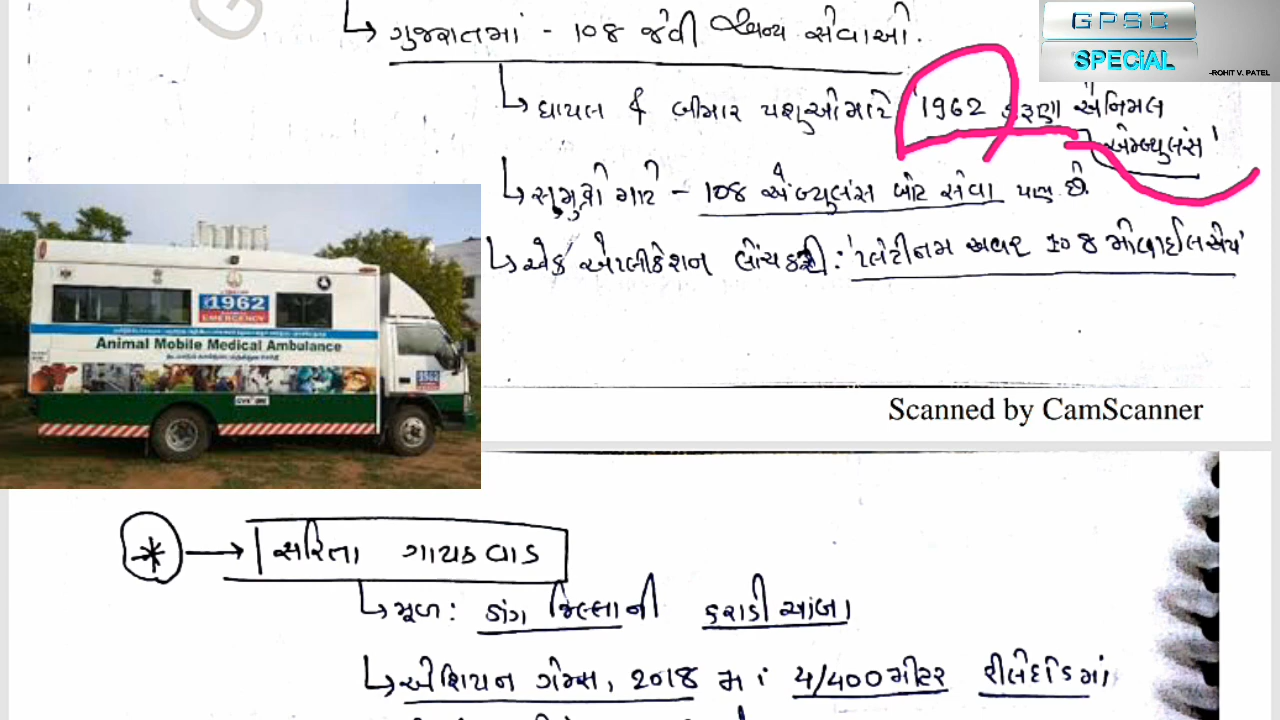 ગુજરાતમાં - 108 જેવી અન્ય સેવાઓ.
GPSC
SPECIAL
-ROHIT V. PATEL
ઘાયલ & બીમાર પશુઓ માટે '1962 કરૂણા એનિમલ
એમ્બ્યુલંસ'
સમુદ્રો માટે - 108 એમ્બ્યુલંસ બોટ સેવા પણ છે.
એક એપ્લીકેશન લોંચ કરી : 'પ્લેટીનમ અવર 108 મોબાઈલ એપ'
1962
EMERGENCY
Animal Mobile Medical Ambulance
1962
Scanned by CamScanner
* → સરિતા ગાયકવાડ
મૂળ : ડાંગ જિલ્લાની કરાડી આંબા
એશિયન ગેમ્સ, 2018 માં 4/400 મીટર રીલે દોડમાં